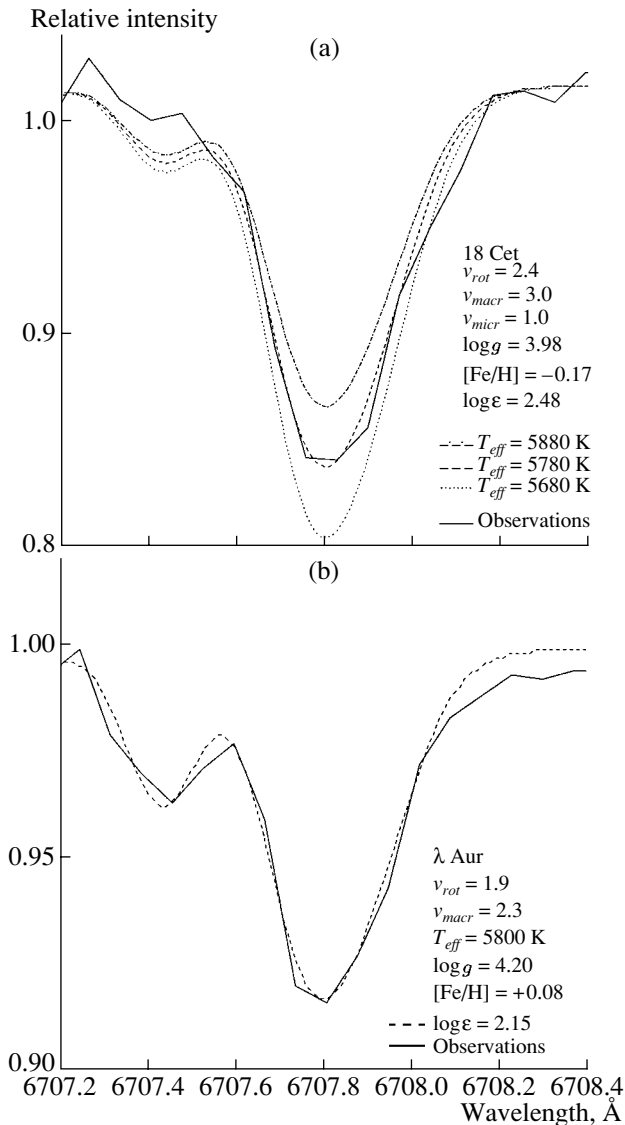 Relative intensity
(a)
1.0
0.9
0.8
18 Cet
v_rot = 2.4
v_macr = 3.0
v_micr = 1.0
log g = 3.98
[Fe/H] = –0.17
logε = 2.48
T_eff = 5880 K
T_eff = 5780 K
T_eff = 5680 K
Observations
(b)
1.00
0.95
0.90
λ Aur
v_rot = 1.9
v_macr = 2.3
T_eff = 5800 K
log g = 4.20
[Fe/H] = +0.08
logε = 2.15
Observations
6707.2 6707.4 6707.6 6707.8 6708.0 6708.2 6708.4
Wavelength, Å